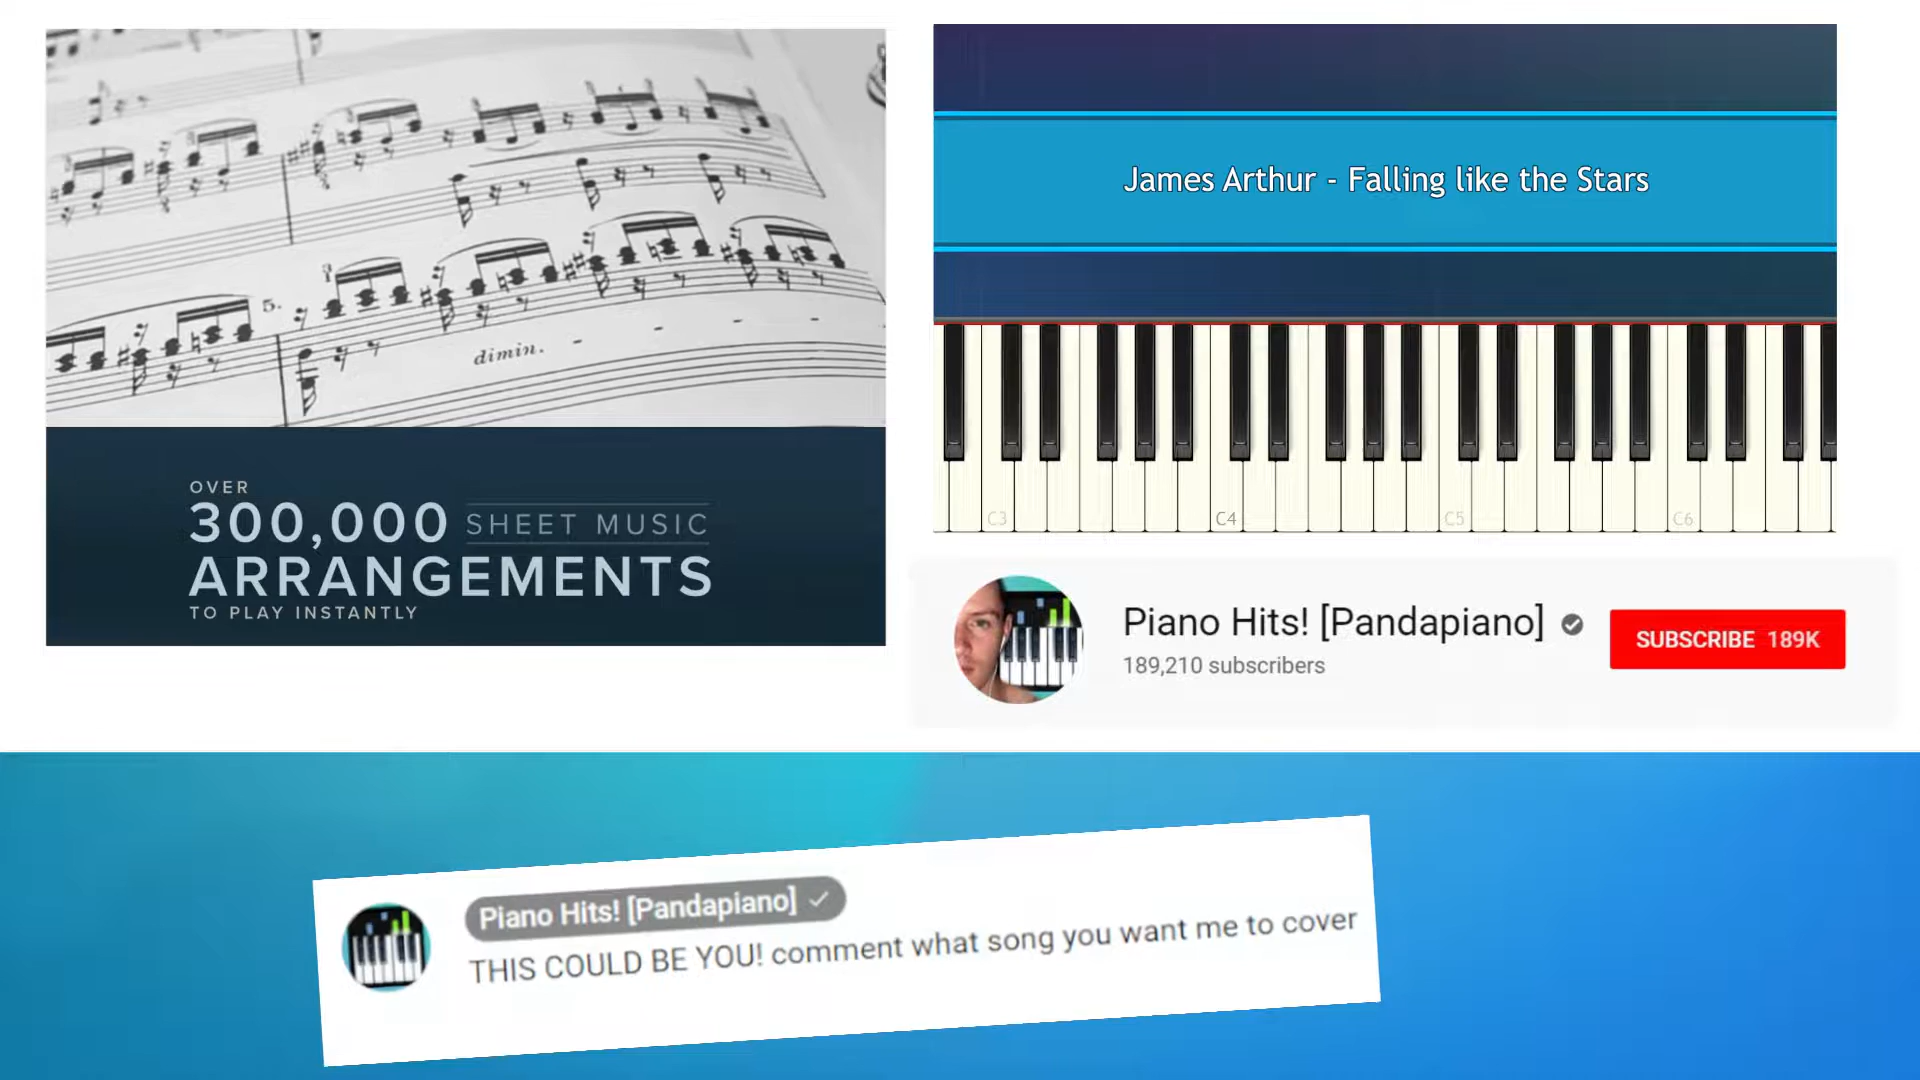 5.
dimin.
OVER
300,000 SHEET MUSIC
ARRANGEMENTS
TO PLAY INSTANTLY
James Arthur - Falling like the Stars
C3 C4 C5 C6
Piano Hits! [Pandapiano]
189,210 subscribers
SUBSCRIBE 189K
Piano Hits! [Pandapiano]
THIS COULD BE YOU! comment what song you want me to cover